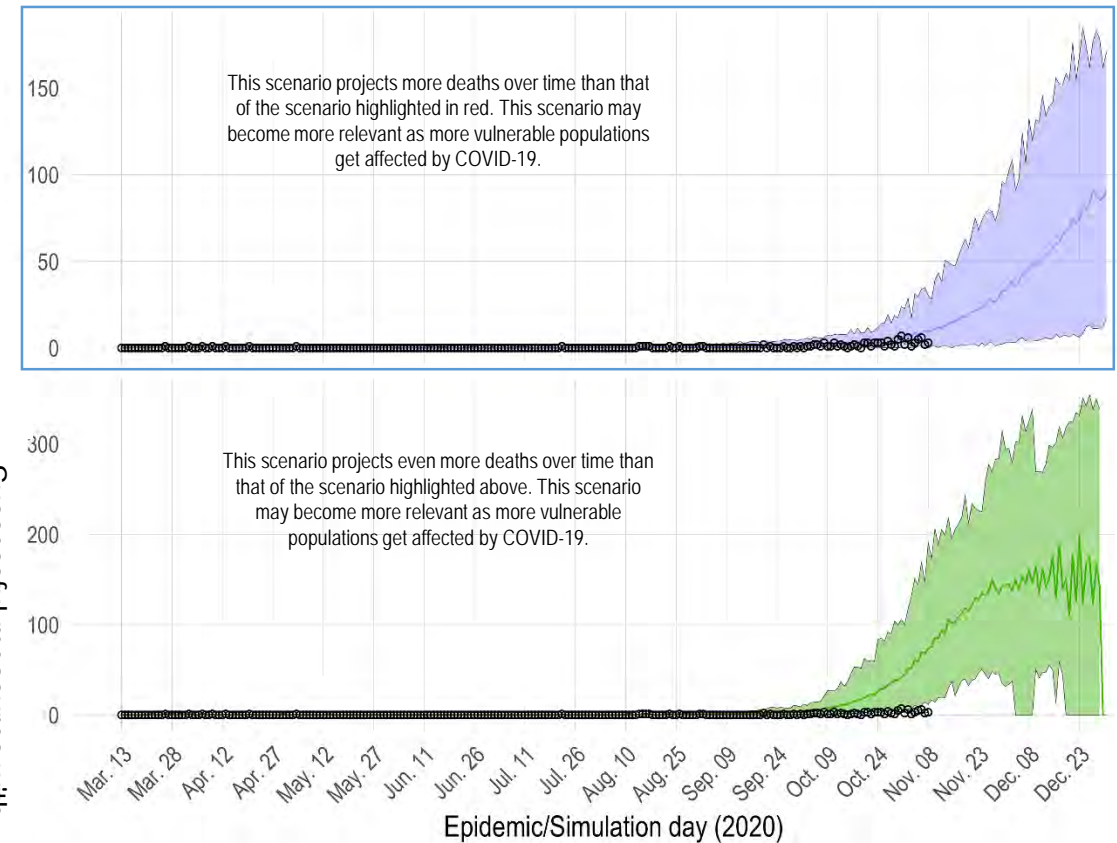 150
100
50
0
This scenario projects more deaths over time than that
of the scenario highlighted in red. This scenario may
become more relevant as more vulnerable populations
get affected by COVID-19.
300
200
100
0
This scenario projects even more deaths over time than
that of the scenario highlighted above. This scenario
may become more relevant as more vulnerable
populations get affected by COVID-19.
Mar. 13
Mar. 28
Apr. 12
Apr. 27
May. 12
May. 27
Jun. 11
Jun. 26
Jul. 11
Jul. 26
Aug. 10
Aug. 25
Sep. 09
Sep. 24
Oct. 09
Oct. 24
Nov. 08
Nov. 23
Dec. 08
Dec. 23
Epidemic/Simulation day (2020)